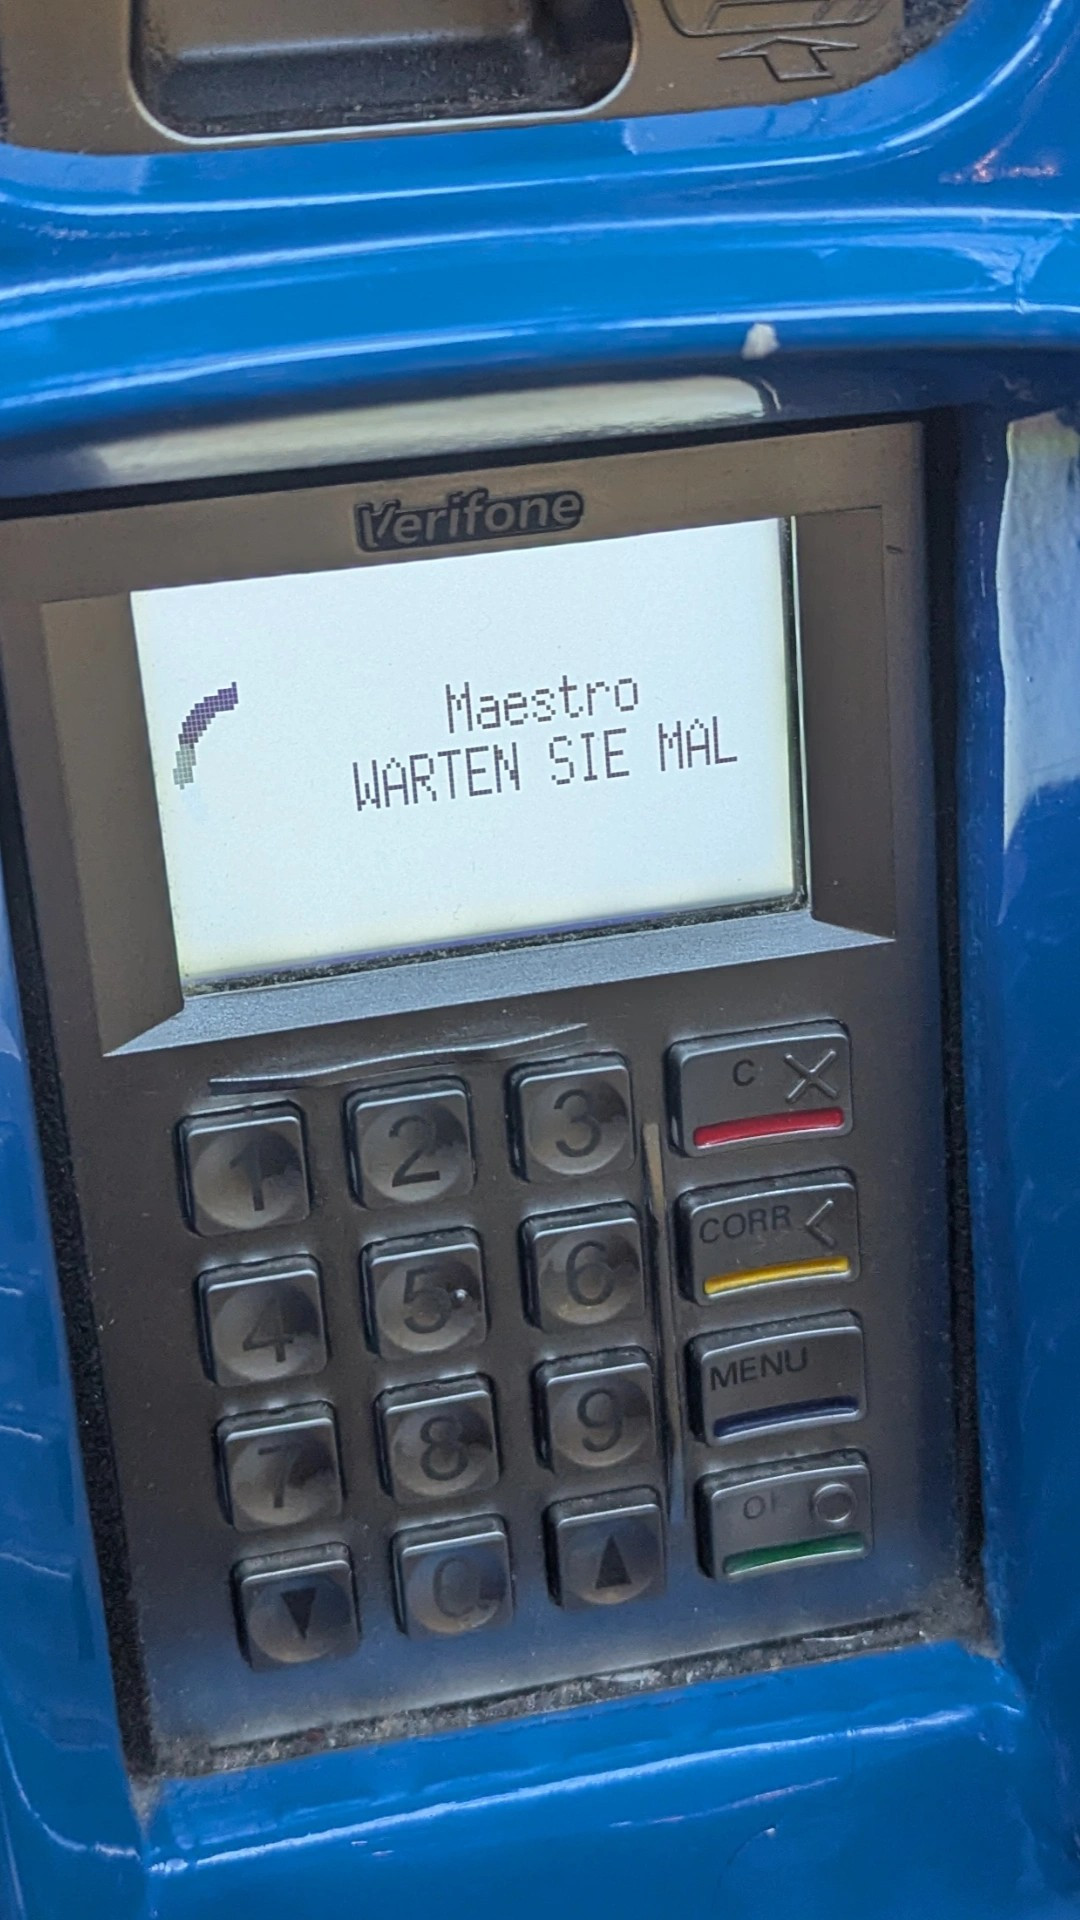 Verifone
Maestro
WARTEN SIE MAL
1 2 3 C
4 5 6 CORR
7 8 9 MENU
0